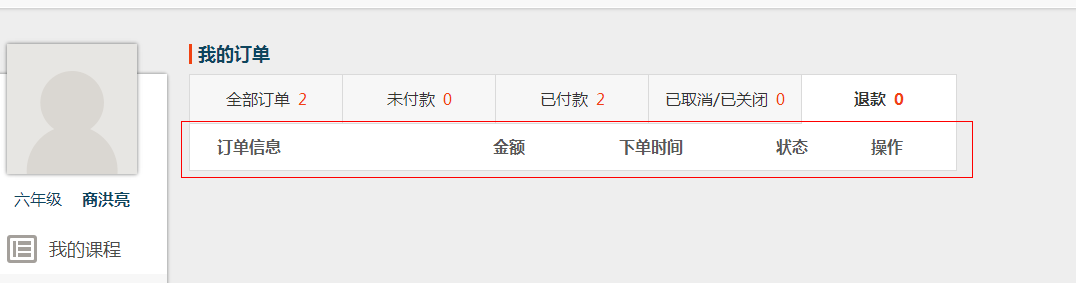 我的订单
全部订单 2 未付款 0 已付款 2 已取消/已关闭 0 退款 0
订单信息 金额 下单时间 状态 操作
六年级 商洪亮
我的课程